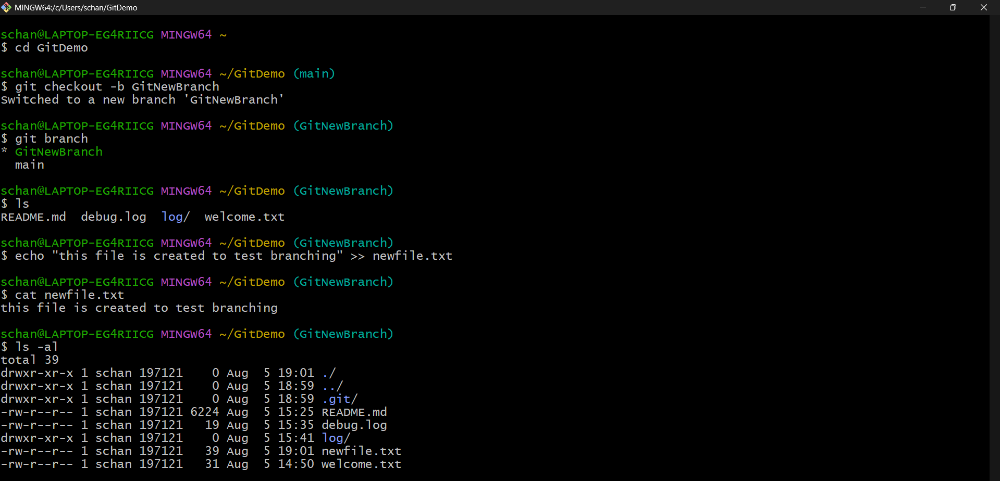 MINGW64:/c/Users/schan/GitDemo
schan@LAPTOP-EG4RIICG MINGW64 ~
$ cd GitDemo
schan@LAPTOP-EG4RIICG MINGW64 ~/GitDemo (main)
$ git checkout -b GitNewBranch
Switched to a new branch 'GitNewBranch'
schan@LAPTOP-EG4RIICG MINGW64 ~/GitDemo (GitNewBranch)
$ git branch
* GitNewBranch
  main
schan@LAPTOP-EG4RIICG MINGW64 ~/GitDemo (GitNewBranch)
$ ls
README.md  debug.log  log/  welcome.txt
schan@LAPTOP-EG4RIICG MINGW64 ~/GitDemo (GitNewBranch)
$ echo "this file is created to test branching" >> newfile.txt
schan@LAPTOP-EG4RIICG MINGW64 ~/GitDemo (GitNewBranch)
$ cat newfile.txt
this file is created to test branching
schan@LAPTOP-EG4RIICG MINGW64 ~/GitDemo (GitNewBranch)
$ ls -al
total 39
drwxr-xr-x 1 schan 197121    0 Aug  5 19:01 ./
drwxr-xr-x 1 schan 197121    0 Aug  5 18:59 ../
drwxr-xr-x 1 schan 197121    0 Aug  5 18:59 .git/
-rw-r--r-- 1 schan 197121 6224 Aug  5 15:25 README.md
-rw-r--r-- 1 schan 197121   19 Aug  5 15:35 debug.log
drwxr-xr-x 1 schan 197121    0 Aug  5 15:41 log/
-rw-r--r-- 1 schan 197121   39 Aug  5 19:01 newfile.txt
-rw-r--r-- 1 schan 197121   31 Aug  5 14:50 welcome.txt